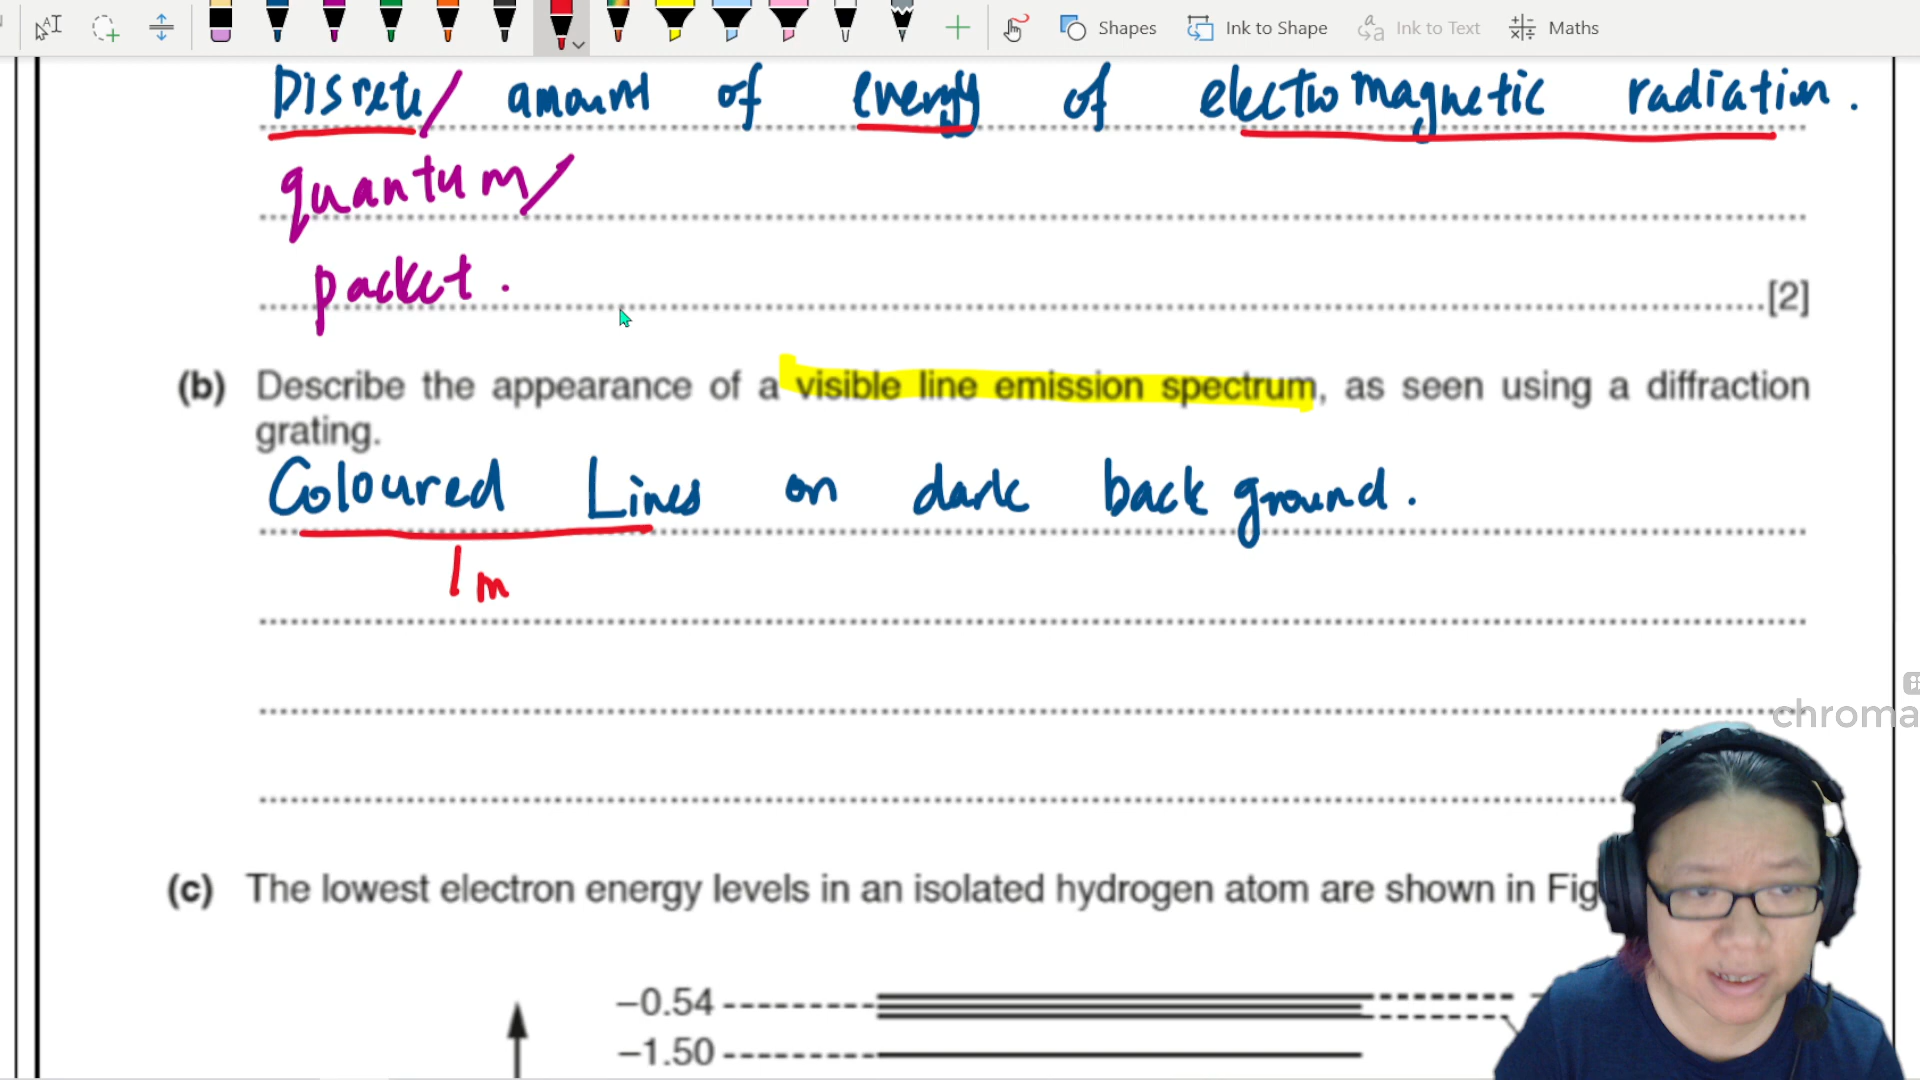 Shapes Ink to Shape Ink to Text Maths
Discrete/ amount of energy of electromagnetic radiation.
quantum/
packet.
[2]
(b) Describe the appearance of a visible line emission spectrum, as seen using a diffraction
grating.
Coloured Lines on dark background.
1m
chroma
(c) The lowest electron energy levels in an isolated hydrogen atom are shown in Fig
–0.54
–1.50